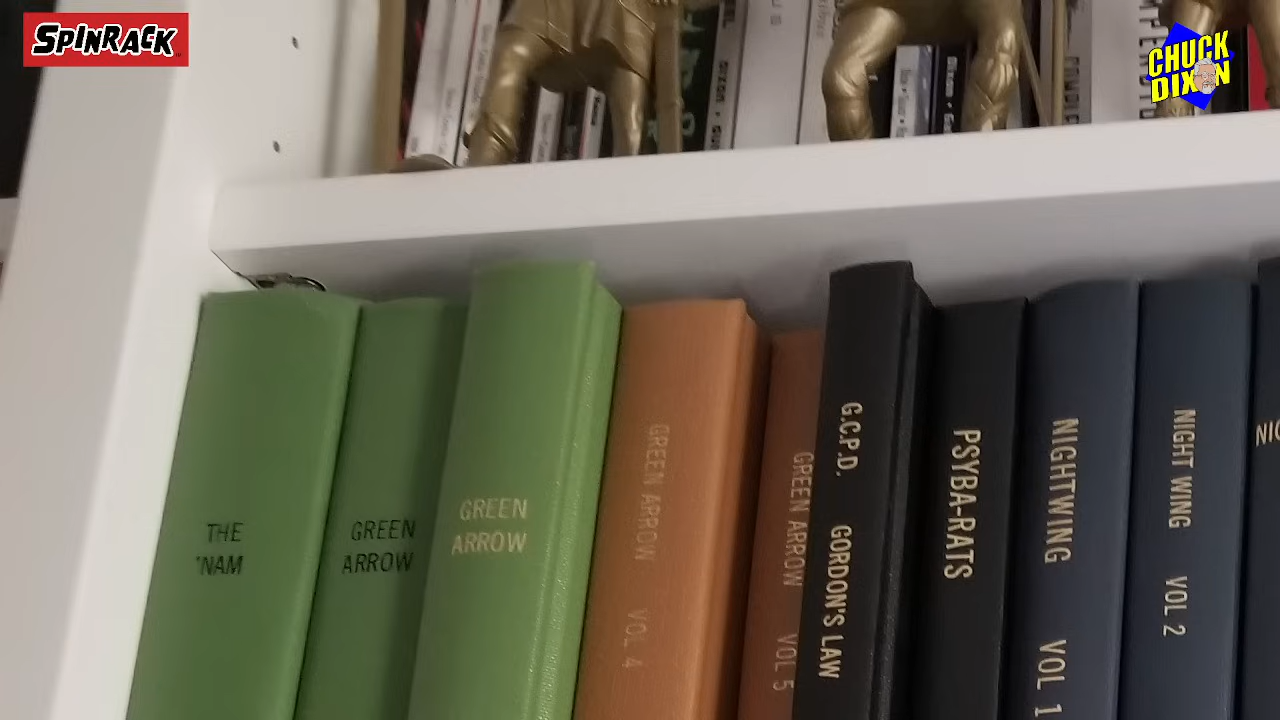 SPINRACK
CHUCK
DIXON
THE
'NAM
GREEN
ARROW
GREEN
ARROW
GREEN ARROW VOL 4
GREEN ARROW VOL 5
G.C.P.D. GORDON'S LAW
PSYBA-RATS
NIGHTWING VOL 1
NIGHT WING VOL 2